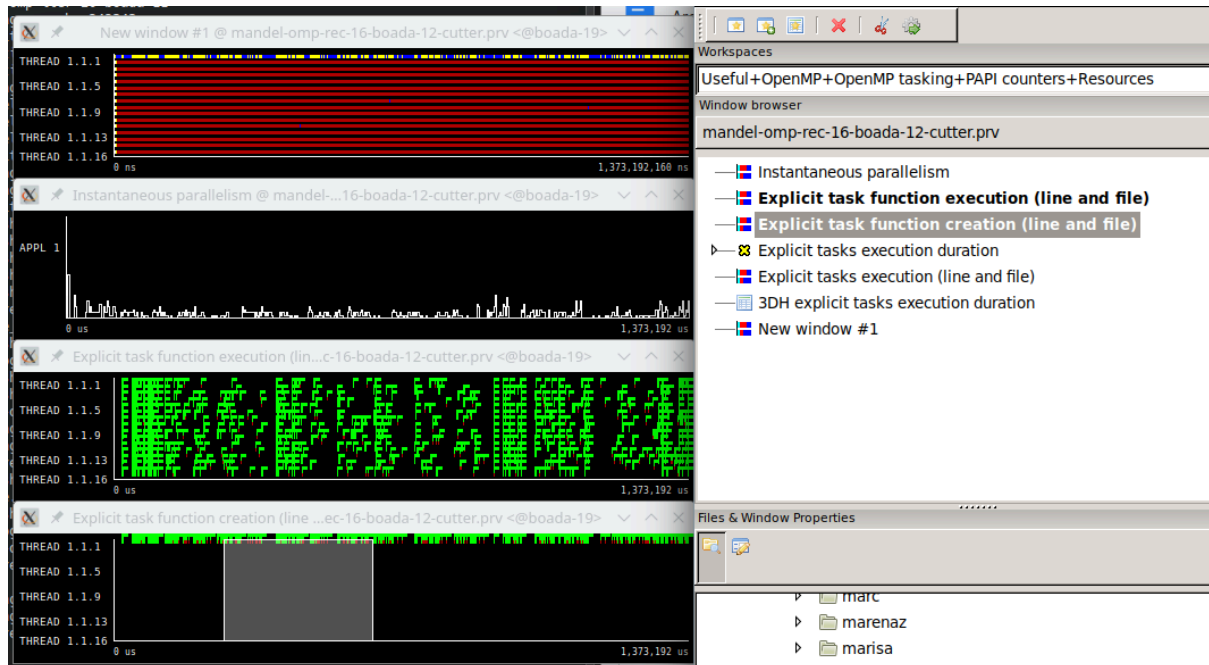 New window #1 @ mandel-omp-rec-16-boada-12-cutter.prv <@boada-19>
THREAD 1.1.1
THREAD 1.1.5
THREAD 1.1.9
THREAD 1.1.13
THREAD 1.1.16
0 ns
1,373,192,160 ns
Instantaneous parallelism @ mandel-...16-boada-12-cutter.prv <@boada-19>
APPL 1
0 us
1,373,192 us
Explicit task function execution (lin...c-16-boada-12-cutter.prv <@boada-19>
THREAD 1.1.1
THREAD 1.1.5
THREAD 1.1.9
THREAD 1.1.13
THREAD 1.1.16
0 us
1,373,192 us
Explicit task function creation (line ...ec-16-boada-12-cutter.prv <@boada-19>
THREAD 1.1.1
THREAD 1.1.5
THREAD 1.1.9
THREAD 1.1.13
THREAD 1.1.16
0 us
1,373,192 us
Workspaces
Useful+OpenMP+OpenMP tasking+PAPI counters+Resources
Window browser
mandel-omp-rec-16-boada-12-cutter.prv
Instantaneous parallelism
Explicit task function execution (line and file)
Explicit task function creation (line and file)
Explicit tasks execution duration
Explicit tasks execution (line and file)
3DH explicit tasks execution duration
New window #1
Files & Window Properties
marc
marenaz
marisa